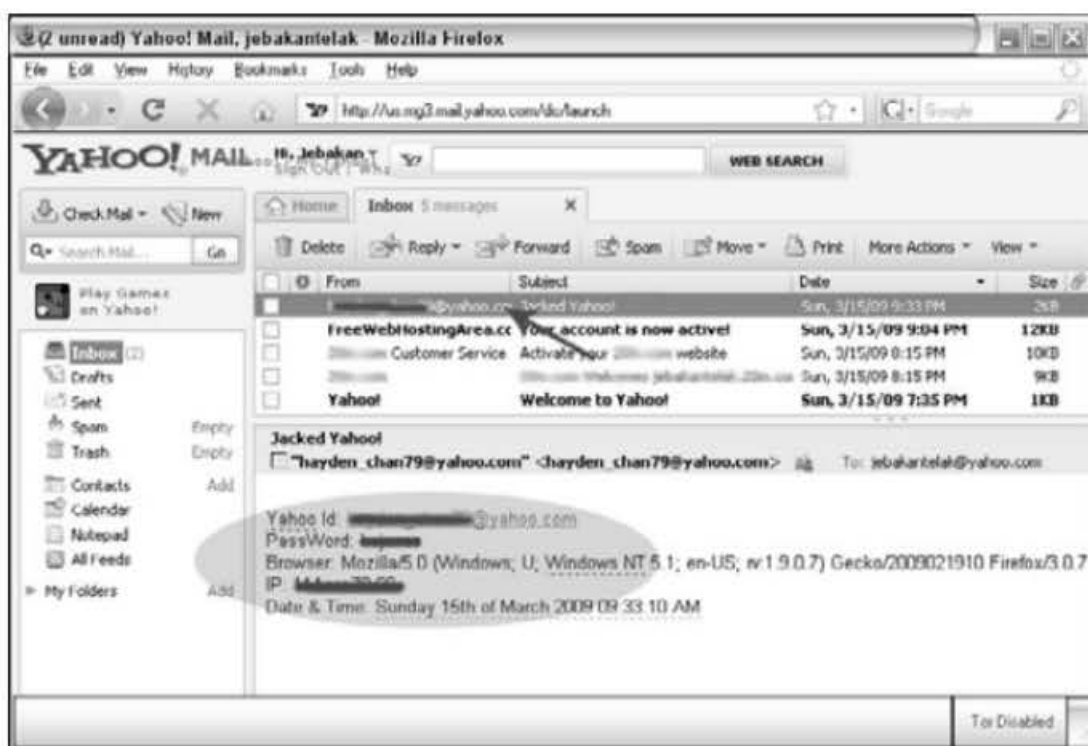 (2 unread) Yahoo! Mail, jebakantelak - Mozilla Firefox
File Edit View History Bookmarks Tools Help
http://us.mg3.mail.yahoo.com/dc/launch
Google
YAHOO! MAIL
Hi, Jebakan
WEB SEARCH
Check Mail New
Home Inbox 5 messages
Search Mail... Go
Delete Reply Forward Spam Move Print More Actions View
From Subject Date Size
Play Games
on Yahoo!
@yahoo.co Jacked Yahoo! Sun, 3/15/09 9:33 PM 2KB
FreeWebHostingArea.cc Your account is now active! Sun, 3/15/09 9:04 PM 12KB
Customer Service Activate your website Sun, 3/15/09 8:15 PM 10KB
Sun, 3/15/09 8:15 PM 9KB
Yahoo! Welcome to Yahoo! Sun, 3/15/09 7:35 PM 1KB
Inbox (2)
Drafts
Sent
Spam Empty
Trash Empty
Contacts Add
Calendar
Notepad
All Feeds
My Folders Add
Jacked Yahoo!
"hayden_chan79@yahoo.com" <hayden_chan79@yahoo.com> To: jebakantelak@yahoo.com
Yahoo Id: @yahoo.com
PassWord:
Browser: Mozilla/5.0 (Windows; U; Windows NT 5.1; en-US; rv:1.9.0.7) Gecko/2009021910 Firefox/3.0.7
IP:
Date & Time: Sunday 15th of March 2009 09:33:10 AM
Tor Disabled